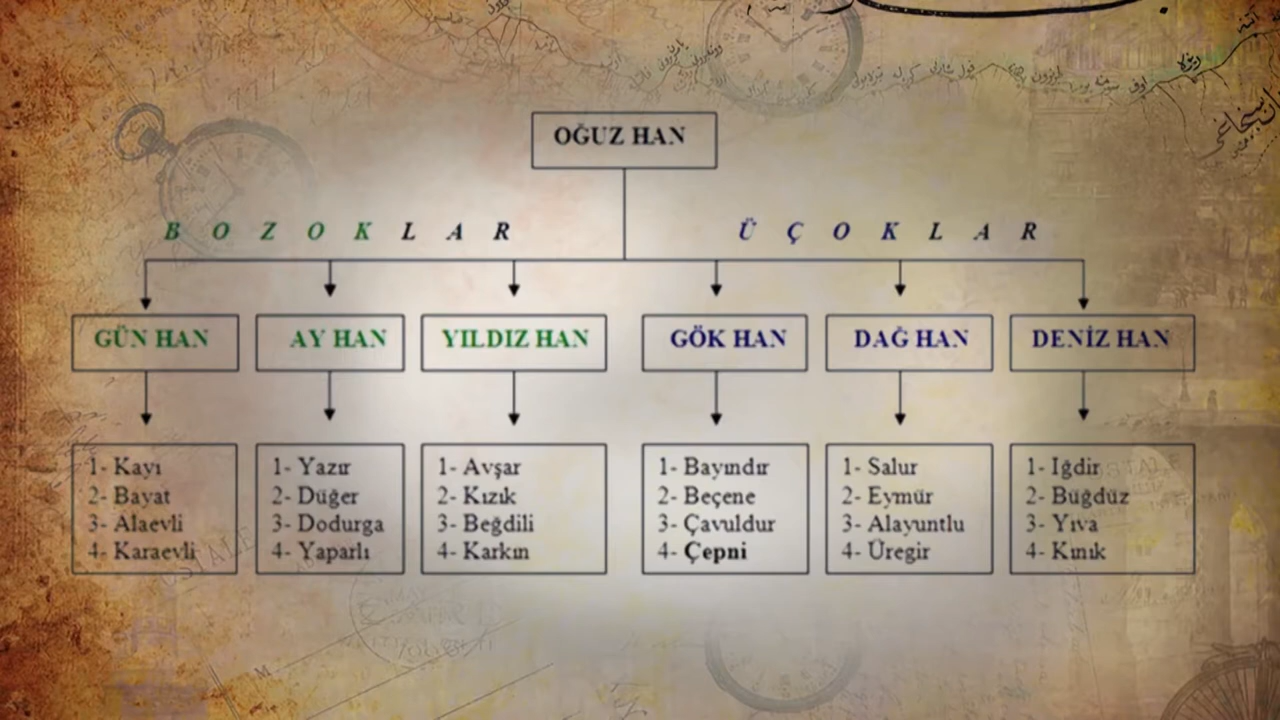 OĞUZ HAN
BOZOKLAR
ÜÇOKLAR
GÜN HAN
AY HAN
YILDIZ HAN
GÖK HAN
DAĞ HAN
DENİZ HAN
1- Kayı
2- Bayat
3- Alaevli
4- Karaevli
1- Yazır
2- Düğer
3- Dodurga
4- Yaparlı
1- Avşar
2- Kızık
3- Beğdili
4- Karkın
1- Bayındır
2- Beçene
3- Çavuldur
4- Çepni
1- Salur
2- Eymür
3- Alayuntlu
4- Üregir
1- Iğdir
2- Büğdüz
3- Yıva
4- Kınık